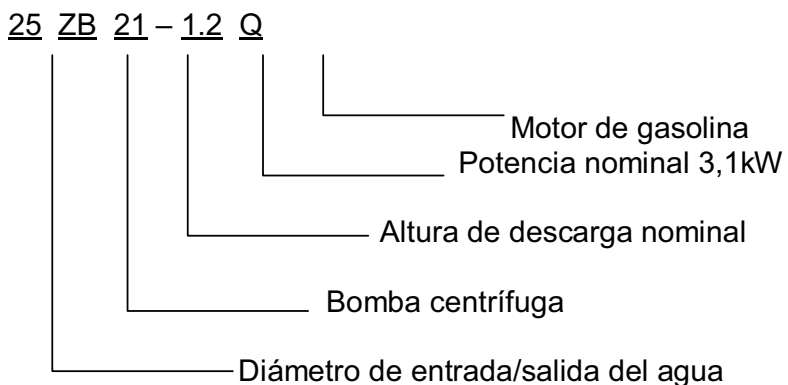 25 ZB 21 – 1.2 Q
Motor de gasolina
Potencia nominal 3,1kW
Altura de descarga nominal
Bomba centrífuga
Diámetro de entrada/salida del agua